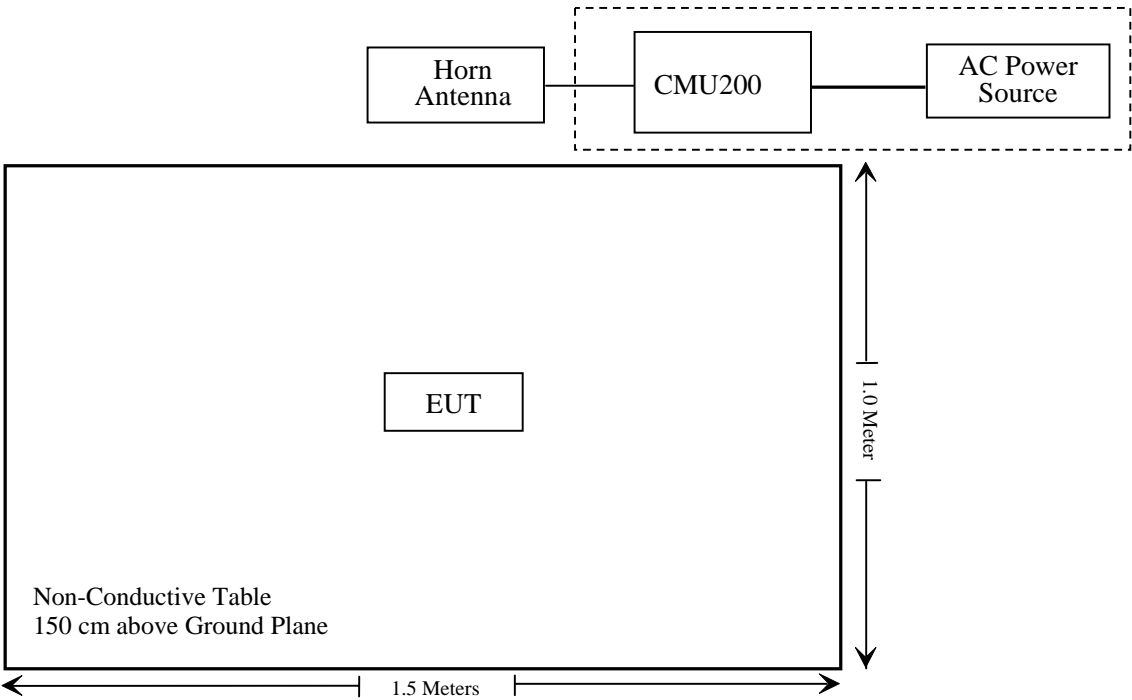 Horn
Antenna
CMU200
AC Power
Source
EUT
1.0 Meter
Non-Conductive Table
150 cm above Ground Plane
1.5 Meters